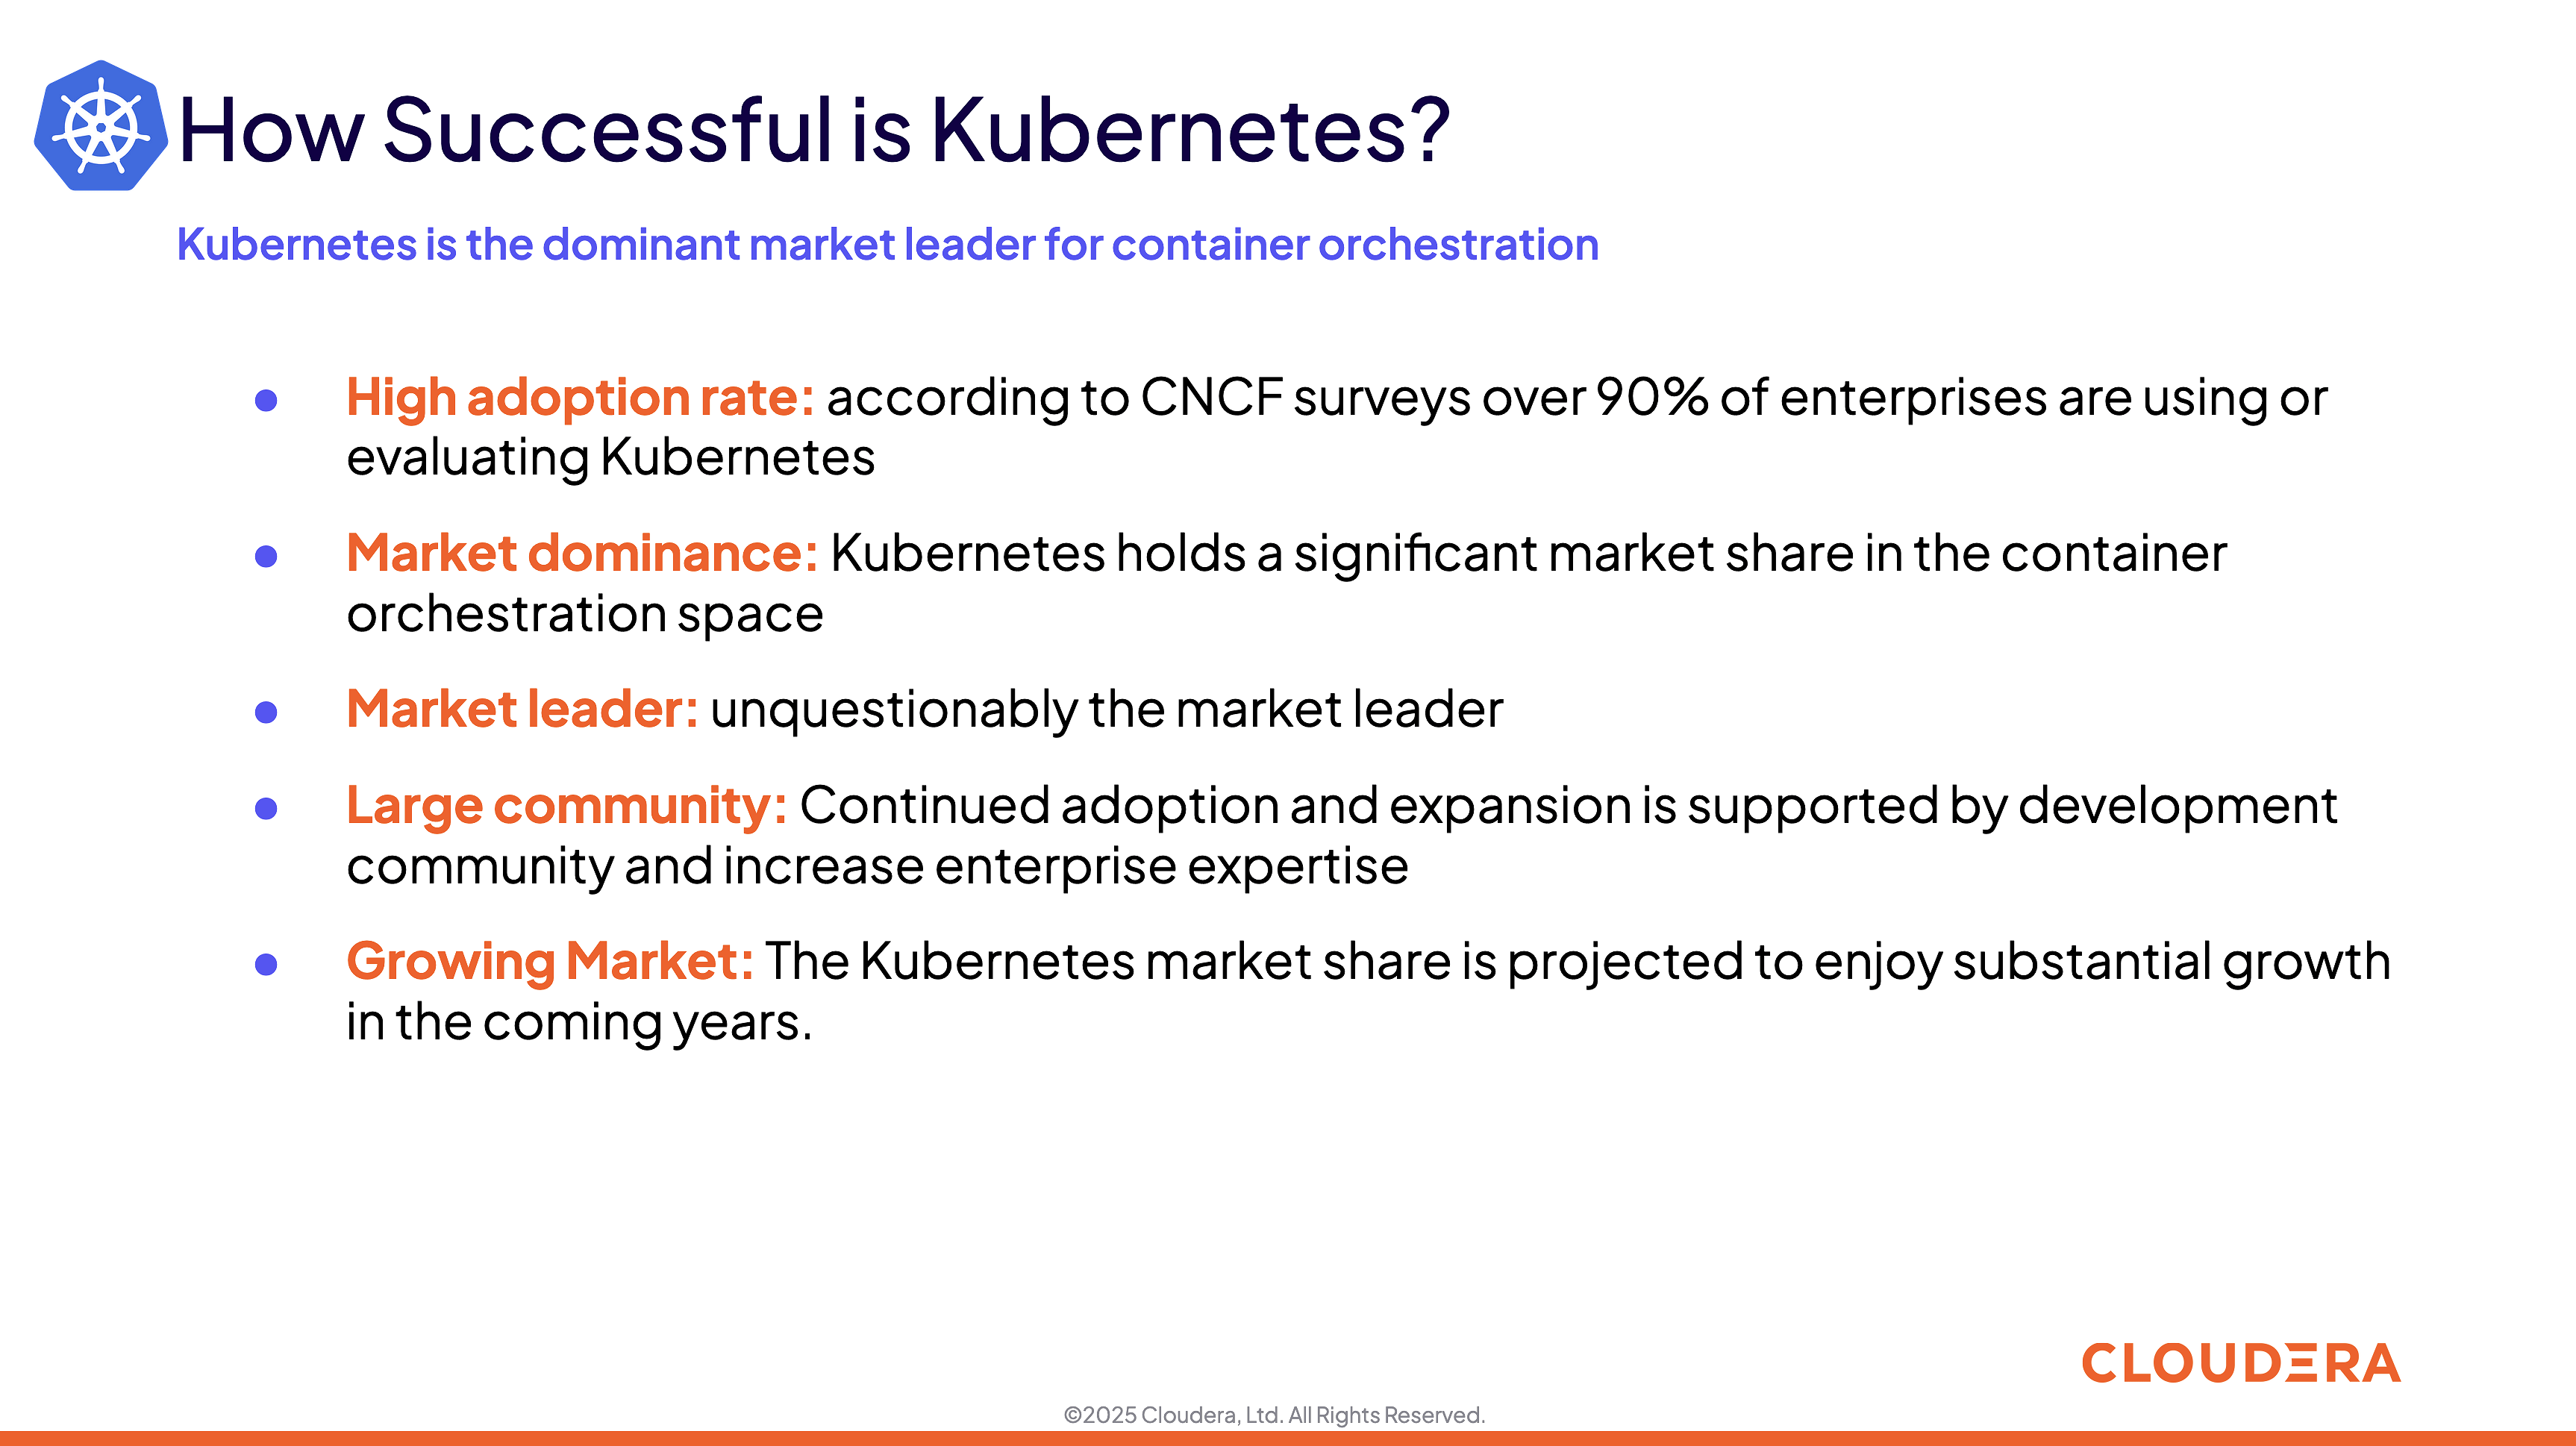 How Successful is Kubernetes?
Kubernetes is the dominant market leader for container orchestration
● High adoption rate: according to CNCF surveys over 90% of enterprises are using or
evaluating Kubernetes
● Market dominance: Kubernetes holds a significant market share in the container
orchestration space
● Market leader: unquestionably the market leader
● Large community: Continued adoption and expansion is supported by development
community and increase enterprise expertise
● Growing Market: The Kubernetes market share is projected to enjoy substantial growth
in the coming years.
CLOUDERA
©2025 Cloudera, Ltd. All Rights Reserved.